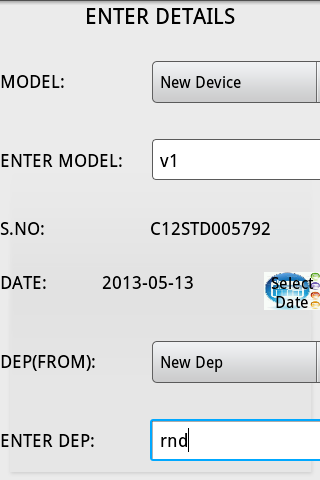 ENTER DETAILS
MODEL: New Device
ENTER MODEL: v1
S.NO: C12STD005792
DATE: 2013-05-13 Select Date
DEP(FROM): New Dep
ENTER DEP: rnd